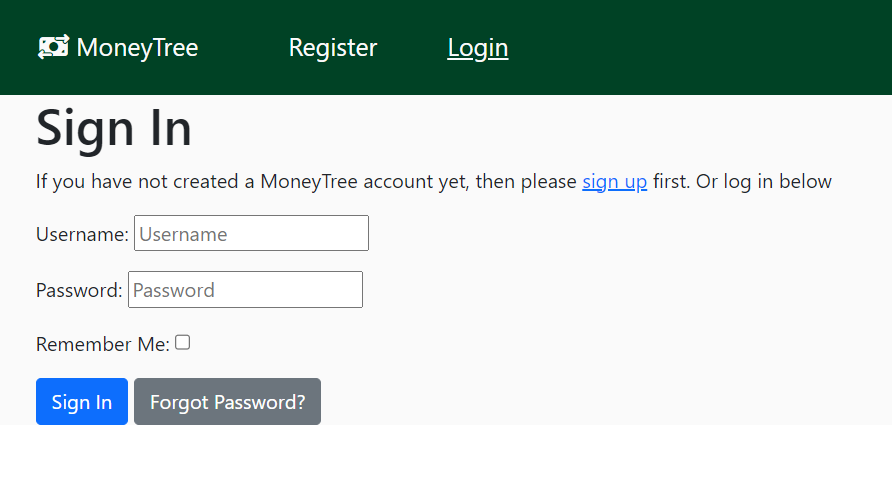 MoneyTree Register Login
Sign In
If you have not created a MoneyTree account yet, then please sign up first. Or log in below
Username: Username
Password: Password
Remember Me:
Sign In Forgot Password?